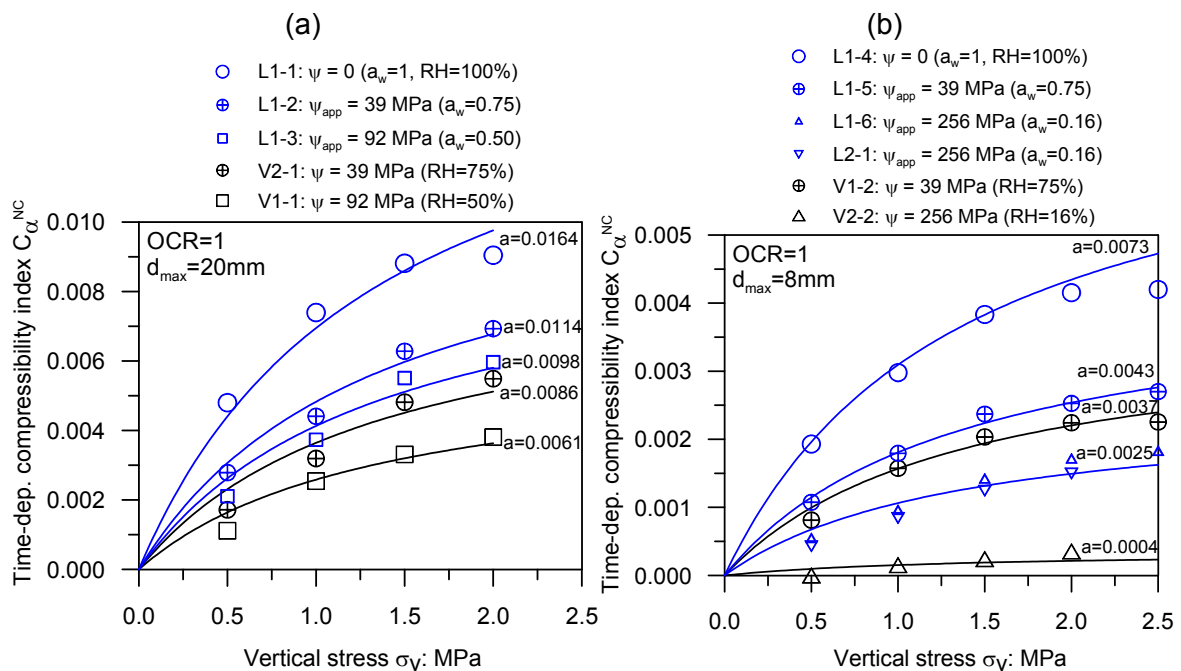 (a)
L1-1: ψ = 0 (a_w=1, RH=100%)
L1-2: ψ_app = 39 MPa (a_w=0.75)
L1-3: ψ_app = 92 MPa (a_w=0.50)
V2-1: ψ = 39 MPa (RH=75%)
V1-1: ψ = 92 MPa (RH=50%)
Time-dep. compressibility index C_α^NC
0.010
0.008
0.006
0.004
0.002
0.000
OCR=1
d_max=20mm
a=0.0164
a=0.0114
a=0.0098
a=0.0086
a=0.0061
0.0 0.5 1.0 1.5 2.0 2.5
Vertical stress σ_V: MPa
(b)
L1-4: ψ = 0 (a_w=1, RH=100%)
L1-5: ψ_app = 39 MPa (a_w=0.75)
L1-6: ψ_app = 256 MPa (a_w=0.16)
L2-1: ψ_app = 256 MPa (a_w=0.16)
V1-2: ψ = 39 MPa (RH=75%)
V2-2: ψ = 256 MPa (RH=16%)
Time-dep. compressibility index C_α^NC
0.005
0.004
0.003
0.002
0.001
0.000
OCR=1
d_max=8mm
a=0.0073
a=0.0043
a=0.0037
a=0.0025
a=0.0004
0.0 0.5 1.0 1.5 2.0 2.5
Vertical stress σ_V: MPa